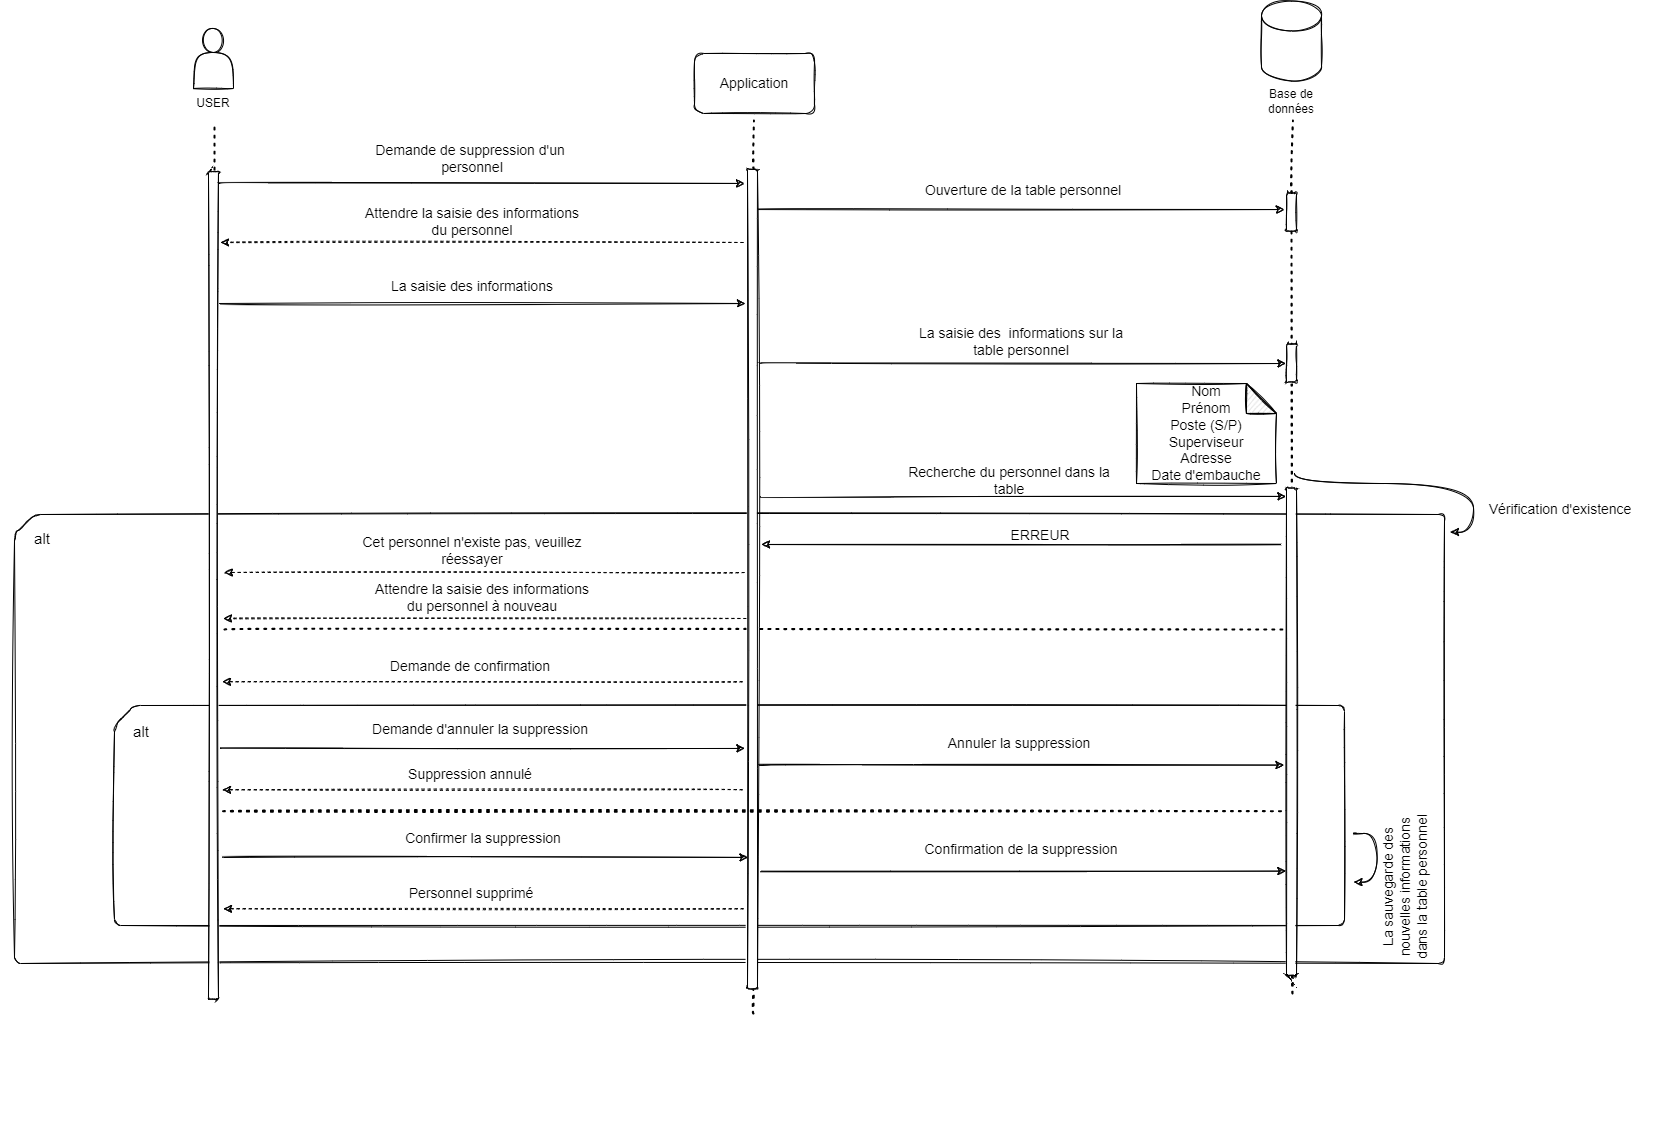 USER
Application
Base de
données
Demande de suppression d'un
personnel
Ouverture de la table personnel
Attendre la saisie des informations
du personnel
La saisie des informations
La saisie des  informations sur la
table personnel
Nom
Prénom
Poste (S/P)
Superviseur
Adresse
Date d'embauche
Recherche du personnel dans la
table
Vérification d'existence
alt
ERREUR
Cet personnel n'existe pas, veuillez
réessayer
Attendre la saisie des informations
du personnel à nouveau
Demande de confirmation
alt
Demande d'annuler la suppression
Annuler la suppression
Suppression annulé
Confirmer la suppression
Confirmation de la suppression
Personnel supprimé
La sauvegarde des
nouvelles informations
dans la table personnel